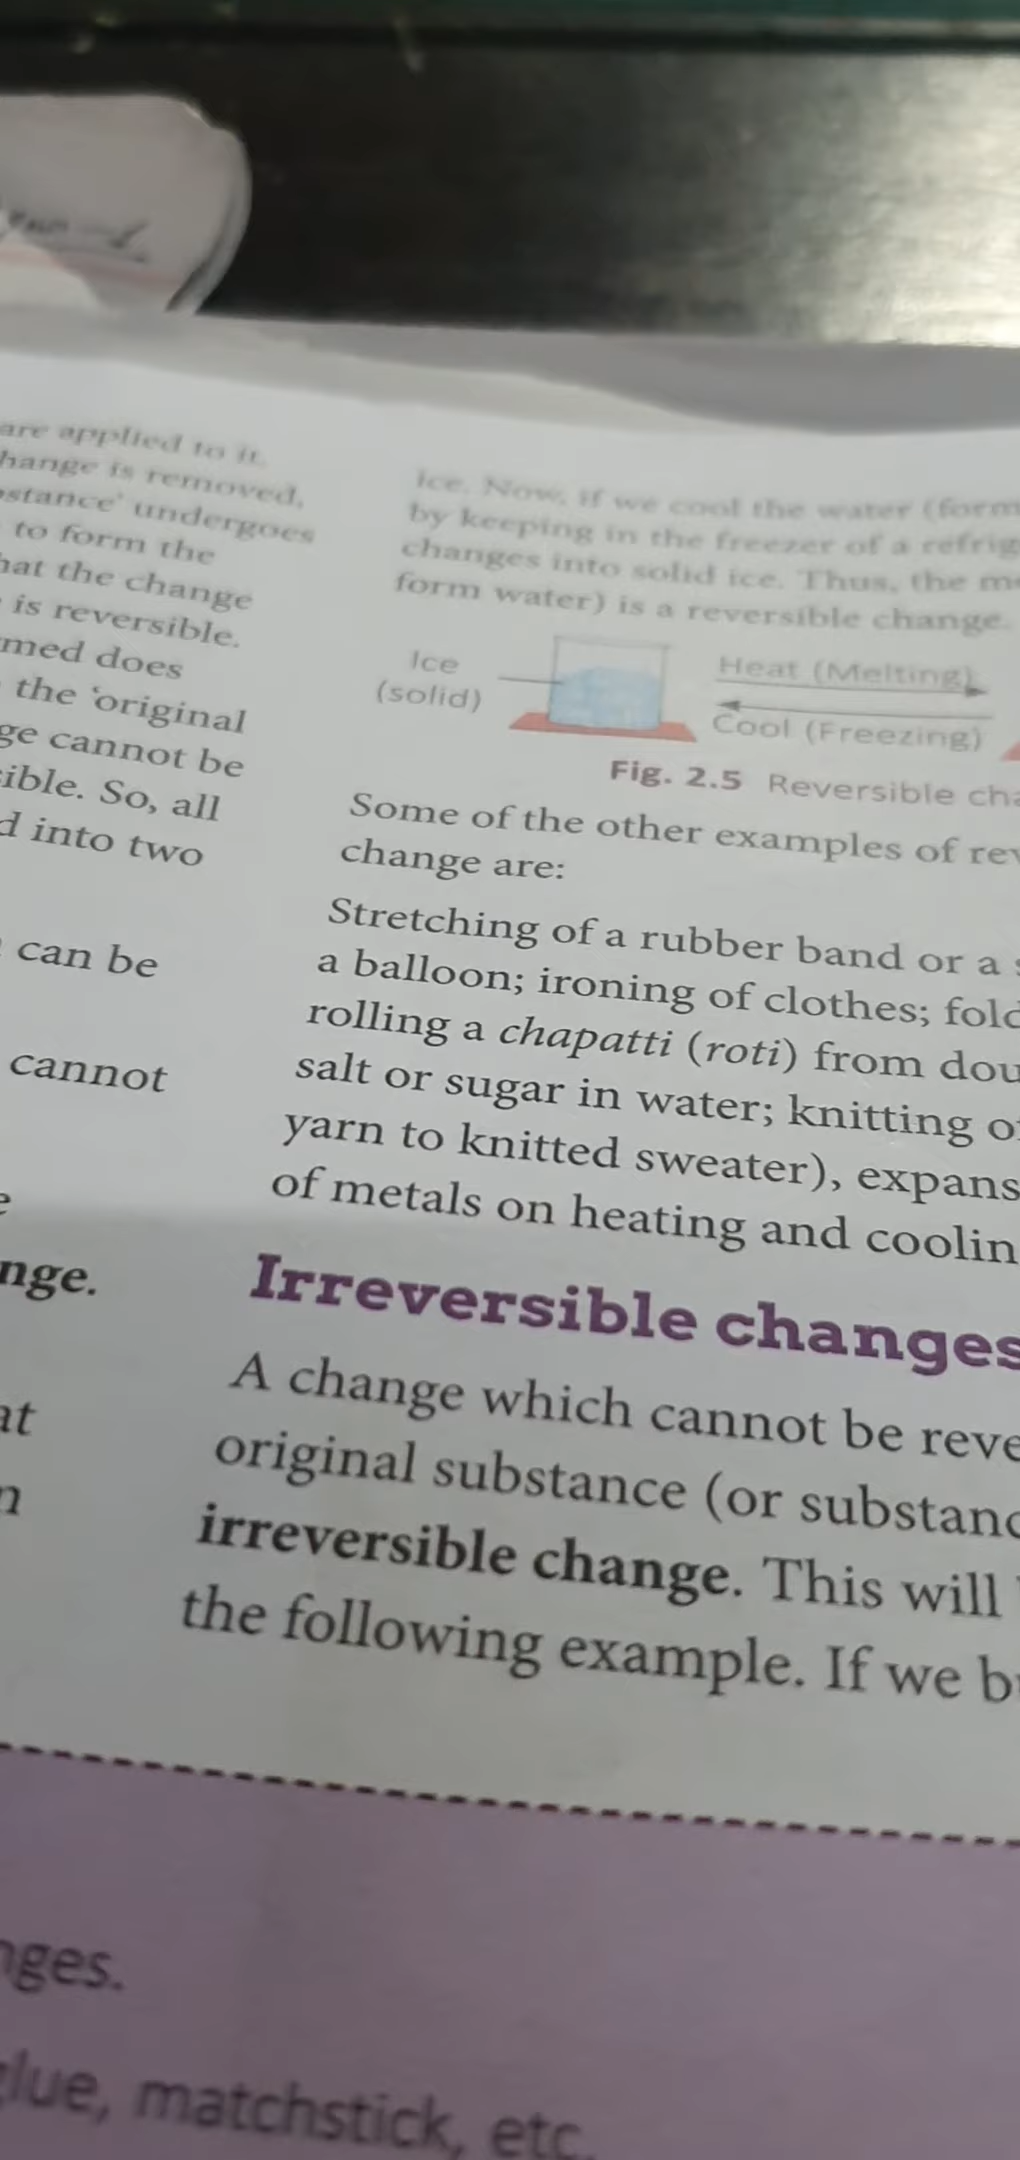 are applied to it.
hange is removed,
stance' undergoes
to form the
hat the change
is reversible.
med does
the 'original
ge cannot be
ible. So, all
d into two
can be
cannot
nge.
at
ice. Now, if we cool the water (form
by keeping in the freezer of a refrig
changes into solid ice. Thus, the m
form water) is a reversible change.
Ice
(solid)
Heat (Melting)
Cool (Freezing)
Fig. 2.5 Reversible cha
Some of the other examples of rev
change are:
Stretching of a rubber band or a s
a balloon; ironing of clothes; fold
rolling a chapatti (roti) from dou
salt or sugar in water; knitting of
yarn to knitted sweater), expans
of metals on heating and coolin
Irreversible changes
A change which cannot be reve
original substance (or substanc
irreversible change. This will
the following example. If we bu
nges.
glue, matchstick, etc.